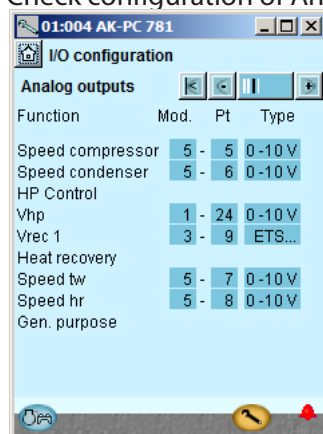 Check configuration of An
01:004 AK-PC 781
I/O configuration
Analog outputs
Function Mod. Pt Type
Speed compressor 5 - 5 0 -10 V
Speed condenser 5 - 6 0 -10 V
HP Control
Vhp 1 - 24 0 -10 V
Vrec 1 3 - 9 ETS...
Heat recovery
Speed tw 5 - 7 0 -10 V
Speed hr 5 - 8 0 -10 V
Gen. purpose